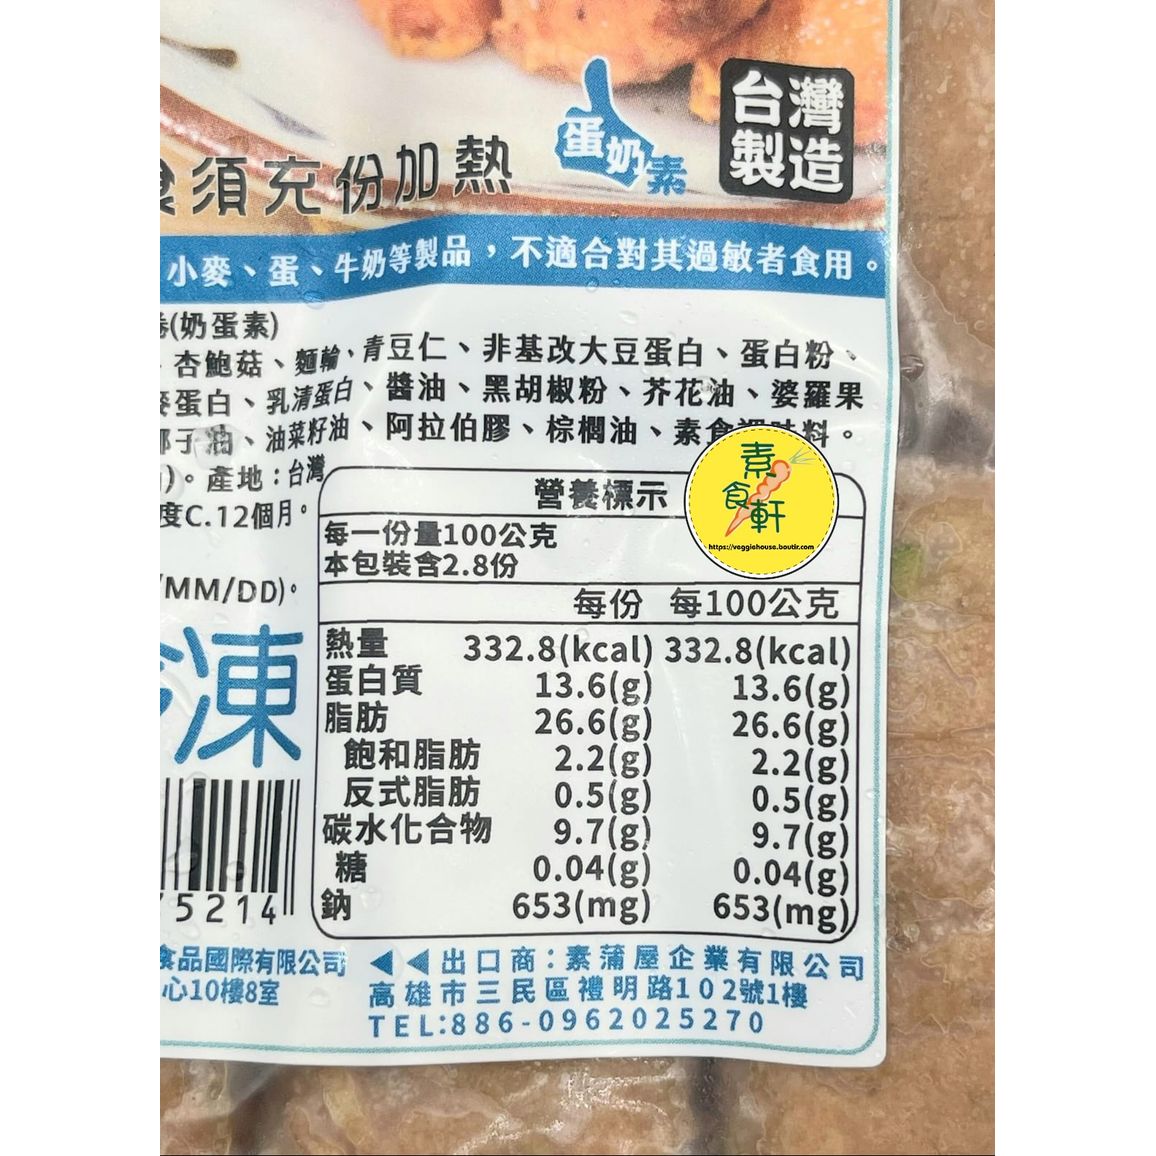 台灣
製造
蛋奶素
須充份加熱
小麥、蛋、牛奶等製品，不適合對其過敏者食用。
(奶蛋素)
、杏鮑菇、麵輪、青豆仁、非基改大豆蛋白、蛋白粉、
蛋白、乳清蛋白、醬油、黑胡椒粉、芥花油、婆羅果
子油、油菜籽油、阿拉伯膠、棕櫚油、素食調味料。
)。產地：台灣
度C.12個月。
/MM/DD)。
凍
素食軒
https://veggiehouse.boutir.com
營養標示
每一份量100公克
本包裝含2.8份
每份 每100公克
熱量 332.8(kcal) 332.8(kcal)
蛋白質 13.6(g) 13.6(g)
脂肪 26.6(g) 26.6(g)
飽和脂肪 2.2(g) 2.2(g)
反式脂肪 0.5(g) 0.5(g)
碳水化合物 9.7(g) 9.7(g)
糖 0.04(g) 0.04(g)
鈉 653(mg) 653(mg)
5214
食品國際有限公司
心10樓8室
◀◀出口商：素蒲屋企業有限公司
高雄市三民區禮明路102號1樓
TEL:886-0962025270